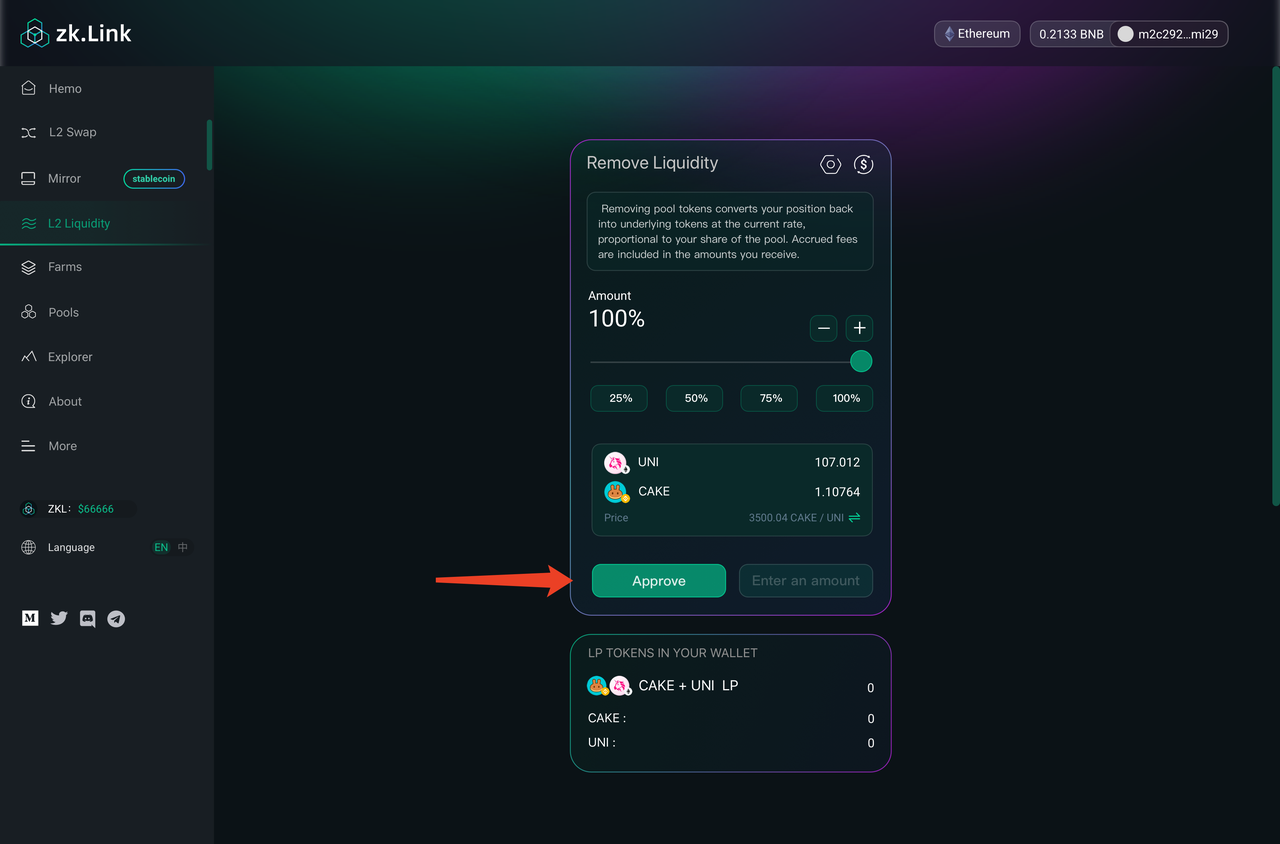 zk.Link
Ethereum
0.2133 BNB
m2c292...mi29
Hemo
L2 Swap
Mirror
stablecoin
L2 Liquidity
Farms
Pools
Explorer
About
More
ZKL: $66666
Language
EN 中
M
Remove Liquidity
$
Removing pool tokens converts your position back
into underlying tokens at the current rate,
proportional to your share of the pool. Accrued fees
are included in the amounts you receive.
Amount
100%
25% 50% 75% 100%
UNI 107.012
CAKE 1.10764
Price 3500.04 CAKE / UNI
Approve
Enter an amount
LP TOKENS IN YOUR WALLET
CAKE + UNI LP 0
CAKE : 0
UNI : 0